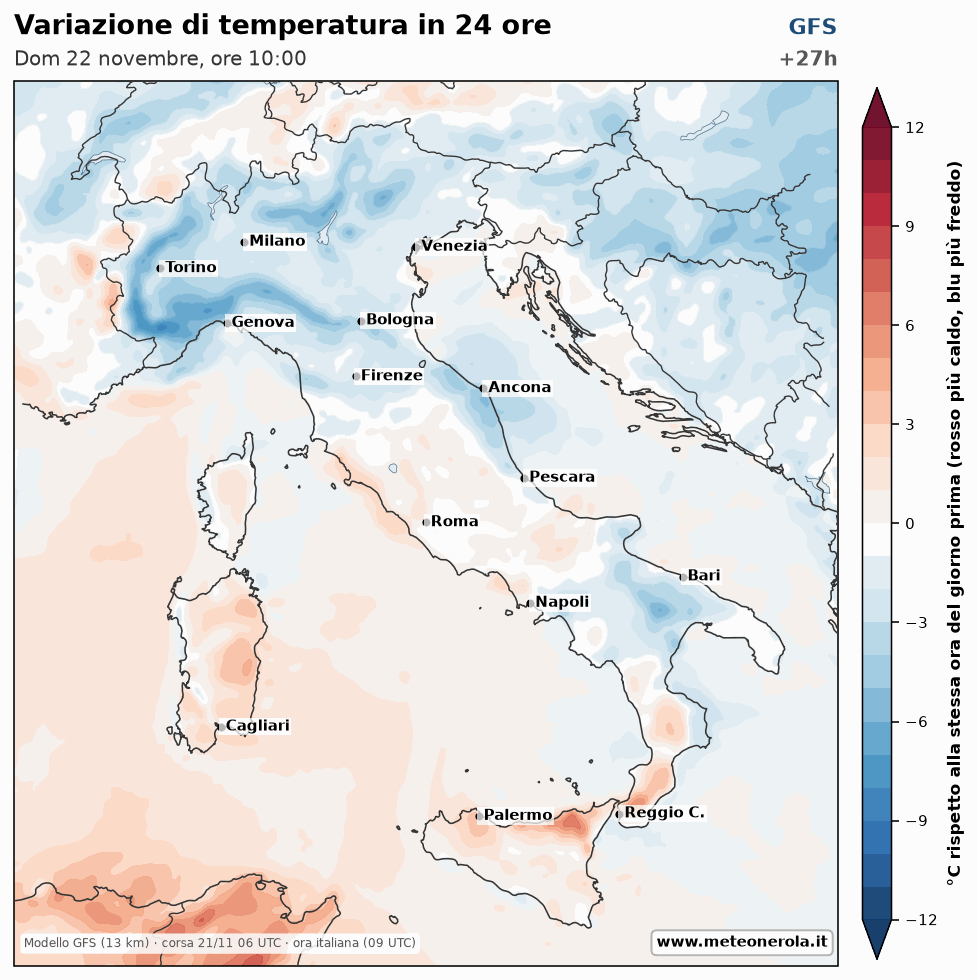 Variazione di temperatura in 24 ore
GFS
Dom 22 novembre, ore 10:00
+27h
12
9
6
3
0
−3
−6
−9
−12
°C rispetto alla stessa ora del giorno prima (rosso più caldo, blu più freddo)
Milano
Venezia
Torino
Genova
Bologna
Firenze
Ancona
Pescara
Roma
Bari
Napoli
Cagliari
Palermo
Reggio C.
Modello GFS (13 km) · corsa 21/11 06 UTC · ora italiana (09 UTC)
www.meteonerola.it